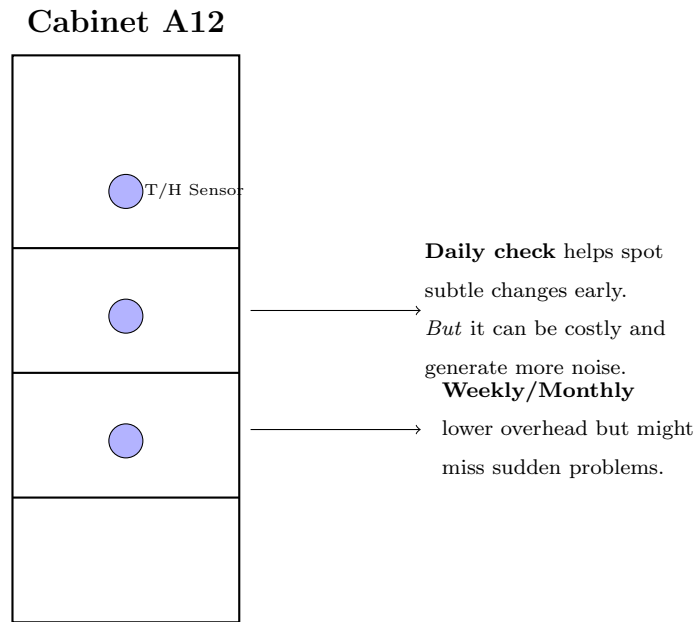 Cabinet A12
T/H Sensor
Daily check helps spot
subtle changes early.
But it can be costly and
generate more noise.
Weekly/Monthly
lower overhead but might
miss sudden problems.